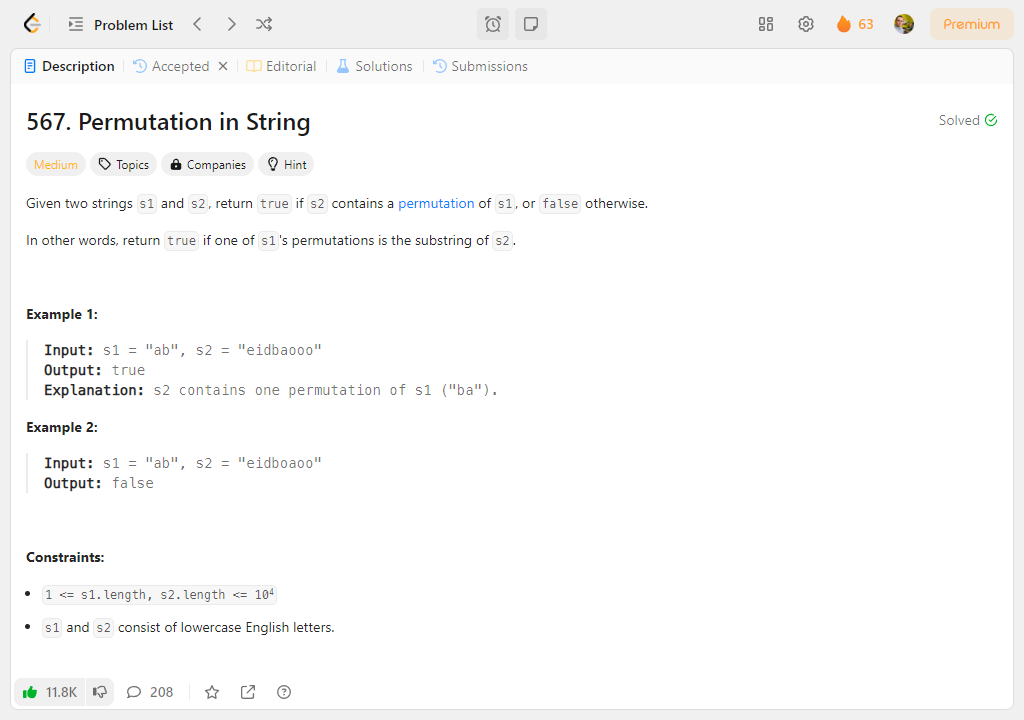 Problem List
63
Premium
Description
Accepted
Editorial
Solutions
Submissions
567. Permutation in String
Solved
Medium
Topics
Companies
Hint
Given two strings s1 and s2, return true if s2 contains a permutation of s1, or false otherwise.
In other words, return true if one of s1's permutations is the substring of s2.
Example 1:
Input: s1 = "ab", s2 = "eidbaooo"
Output: true
Explanation: s2 contains one permutation of s1 ("ba").
Example 2:
Input: s1 = "ab", s2 = "eidboaoo"
Output: false
Constraints:
• 1 <= s1.length, s2.length <= 10⁴
• s1 and s2 consist of lowercase English letters.
11.8K
208